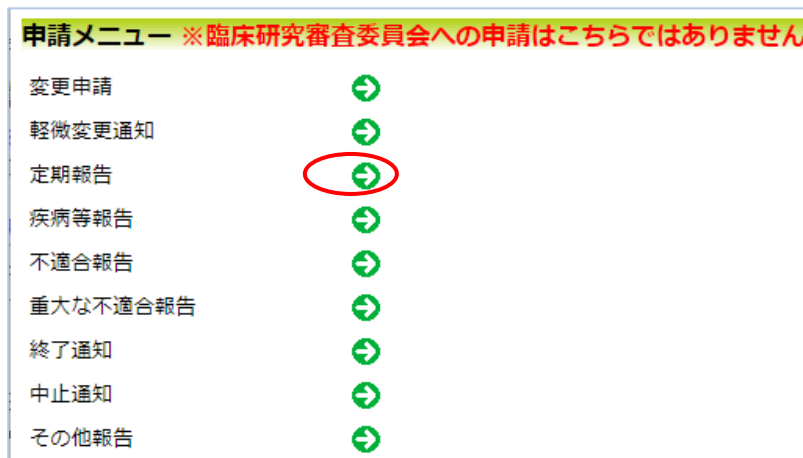 申請メニュー ※臨床研究審査委員会への申請はこちらではありません
変更申請
軽微変更通知
定期報告
疾病等報告
不適合報告
重大な不適合報告
終了通知
中止通知
その他報告